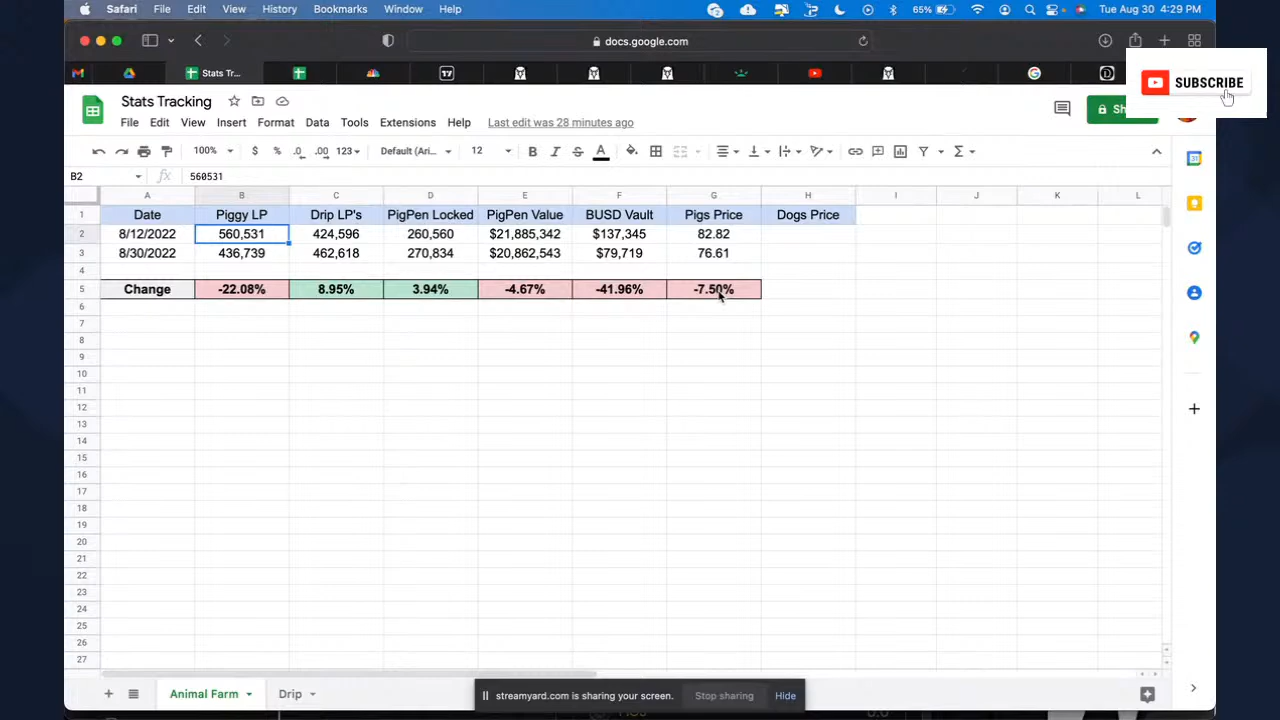 Safari File Edit View History Bookmarks Window Help 65% Tue Aug 30 4:29 PM
docs.google.com
Stats Tr...
SUBSCRIBE
Stats Tracking
File Edit View Insert Format Data Tools Extensions Help Last edit was 28 minutes ago
100% $ % .0 .00 123 Default (Ari... 12 B I S A
B2 fx 560531
A B C D E F G H I J K L
1 Date Piggy LP Drip LP's PigPen Locked PigPen Value BUSD Vault Pigs Price Dogs Price
2 8/12/2022 560,531 424,596 260,560 $21,885,342 $137,345 82.82
3 8/30/2022 436,739 462,618 270,834 $20,862,543 $79,719 76.61
4
5 Change -22.08% 8.95% 3.94% -4.67% -41.96% -7.50%
6
7
8
9
10
11
12
13
14
15
16
17
18
19
20
21
22
23
24
25
26
27
Animal Farm Drip
streamyard.com is sharing your screen. Stop sharing Hide